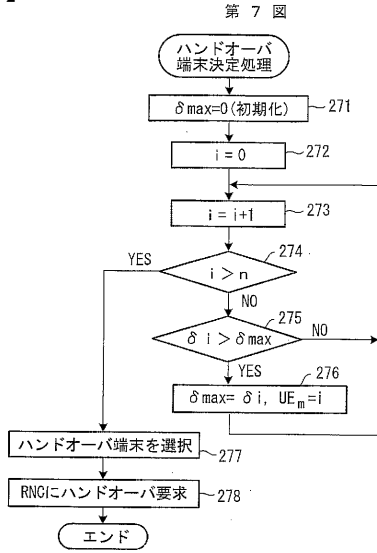 第 7 図
ハンドオーバ
端末決定処理
δmax=0(初期化)
271
i=0
272
i=i+1
273
274
YES
i>n
NO
275
δi>δmax
NO
YES
276
δmax=δi, UEm=i
ハンドオーバ端末を選択
277
RNCにハンドオーバ要求
278
エンド